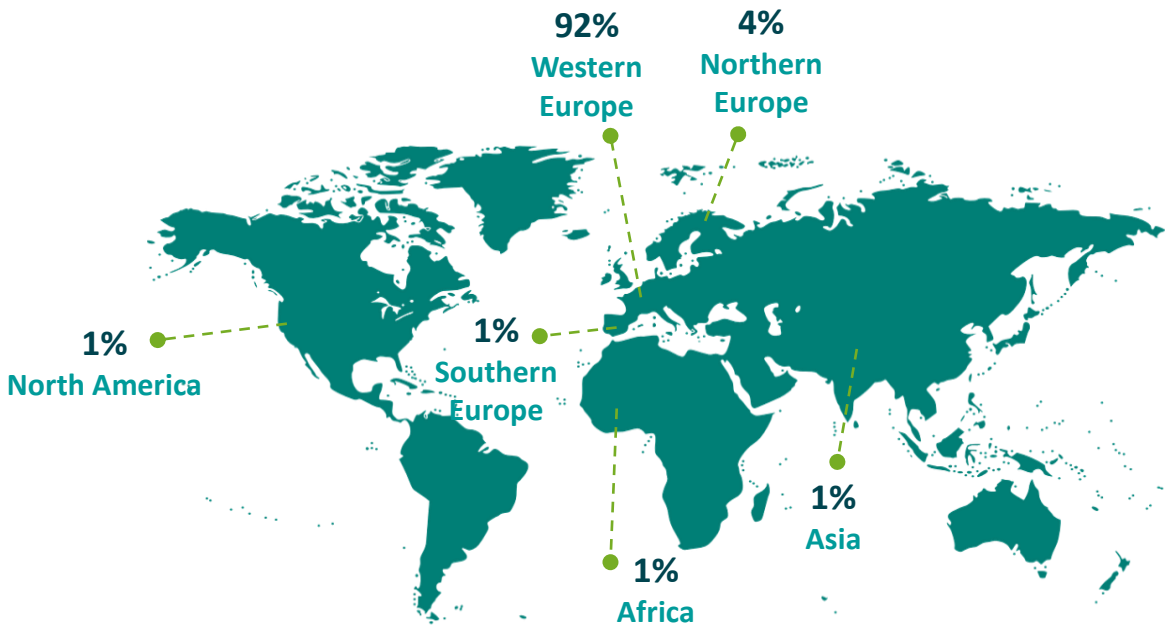 92%
Western
Europe
4%
Northern
Europe
1%
North America
1%
Southern
Europe
1%
Asia
1%
Africa